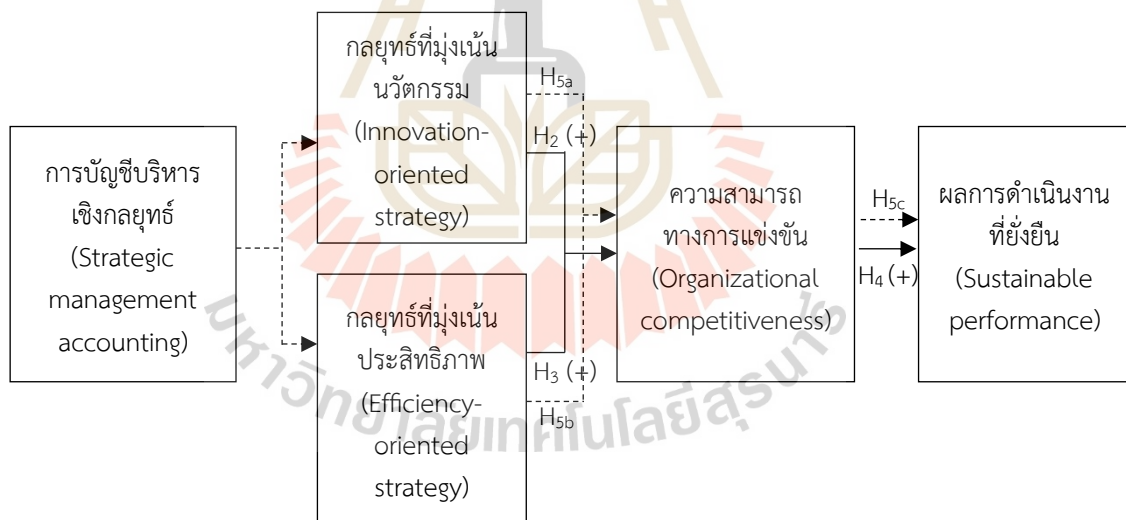 การบัญชีบริหาร
เชิงกลยุทธ์
(Strategic
management
accounting)
กลยุทธ์ที่มุ่งเน้น
นวัตกรรม
(Innovation-
oriented
strategy)
กลยุทธ์ที่มุ่งเน้น
ประสิทธิภาพ
(Efficiency-
oriented
strategy)
H5a
H2 (+)
H3 (+)
H5b
ความสามารถ
ทางการแข่งขัน
(Organizational
competitiveness)
H5c
H4 (+)
ผลการดำเนินงาน
ที่ยั่งยืน
(Sustainable
performance)
มหาวิทยาลัยเทคโนโลยีสุรนารี